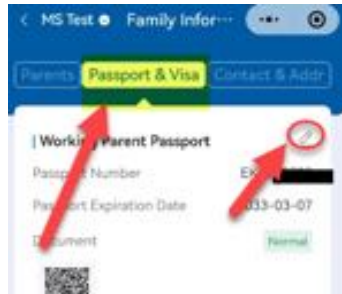 MS Test Family Infor···
Parents Passport & Visa Contact & Addr
Working Parent Passport
Passport Number EK
Passport Expiration Date 033-03-07
Document Normal